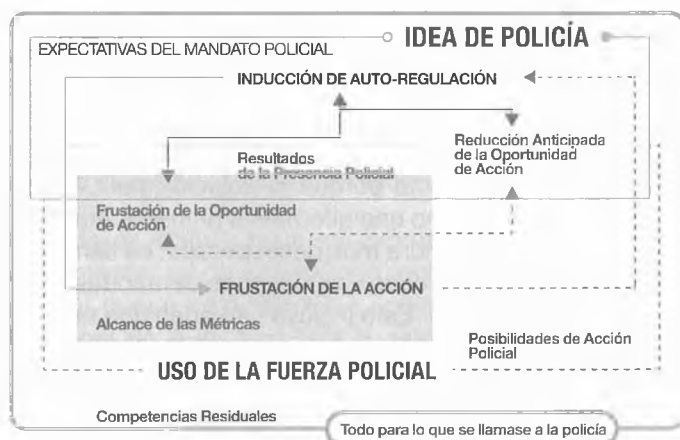 IDEA DE POLICÍA
EXPECTATIVAS DEL MANDATO POLICIAL
INDUCCIÓN DE AUTO-REGULACIÓN
Reducción Anticipada
de la Oportunidad
de Acción
Resultados
de la Presencia Policial
Frustación de la Oportunidad
de Acción
FRUSTACIÓN DE LA ACCIÓN
Alcance de las Métricas
Posibilidades de Acción
Policial
USO DE LA FUERZA POLICIAL
Competencias Residuales
Todo para lo que se llamase a la policía